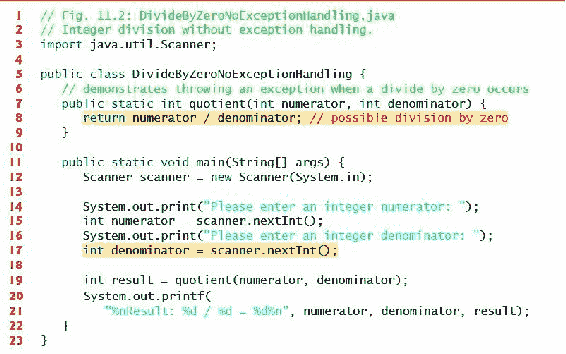 1 // Fig. 11.2: DivideByZeroNoExceptionHandling.java
2 // Integer division without exception handling.
3 import java.util.Scanner;
4
5 public class DivideByZeroNoExceptionHandling {
6 // demonstrates throwing an exception when a divide by zero occurs
7 public static int quotient(int numerator, int denominator) {
8 return numerator / denominator; // possible division by zero
9 }
10
11 public static void main(String[] args) {
12 Scanner scanner = new Scanner(System.in);
13
14 System.out.print("Please enter an integer numerator: ");
15 int numerator = scanner.nextInt();
16 System.out.print("Please enter an integer denominator: ");
17 int denominator = scanner.nextInt();
18
19 int result = quotient(numerator, denominator);
20 System.out.printf(
21 "%nResult: %d / %d = %d%n", numerator, denominator, result);
22 }
23 }